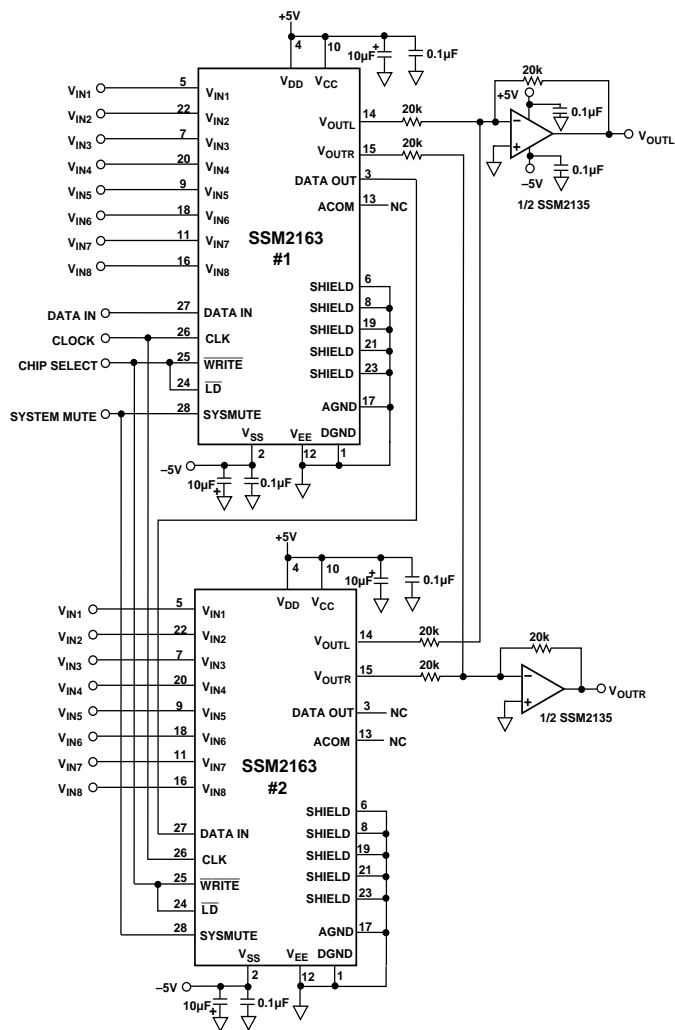 +5V
4
10
10µF
+
0.1µF
VDD
VCC
VIN1
5
VIN1
VIN2
22
VIN2
VIN3
7
VIN3
VIN4
20
VIN4
VIN5
9
VIN5
VIN6
18
VIN6
VIN7
11
VIN7
VIN8
16
VIN8
SSM2163
#1
VOUTL
14
20k
VOUTR
15
20k
DATA OUT
3
ACOM
13
NC
SHIELD
6
SHIELD
8
SHIELD
19
SHIELD
21
SHIELD
23
AGND
17
DATA IN
27
DATA IN
CLOCK
26
CLK
CHIP SELECT
25
WRITE
24
LD
SYSTEM MUTE
28
SYSMUTE
VSS
VEE
DGND
2
12
1
–5V
10µF
+
0.1µF
20k
+5V
0.1µF
–
+
VOUTL
–5V
0.1µF
1/2 SSM2135
+5V
4
10
10µF
+
0.1µF
VDD
VCC
VIN1
5
VIN1
VIN2
22
VIN2
VIN3
7
VIN3
VIN4
20
VIN4
VIN5
9
VIN5
VIN6
18
VIN6
VIN7
11
VIN7
VIN8
16
VIN8
SSM2163
#2
VOUTL
14
20k
VOUTR
15
20k
DATA OUT
3
NC
ACOM
13
NC
SHIELD
6
SHIELD
8
SHIELD
19
SHIELD
21
SHIELD
23
AGND
17
27
DATA IN
26
CLK
25
WRITE
24
LD
28
SYSMUTE
VSS
VEE
DGND
2
12
1
–5V
10µF
+
0.1µF
20k
–
+
VOUTR
1/2 SSM2135